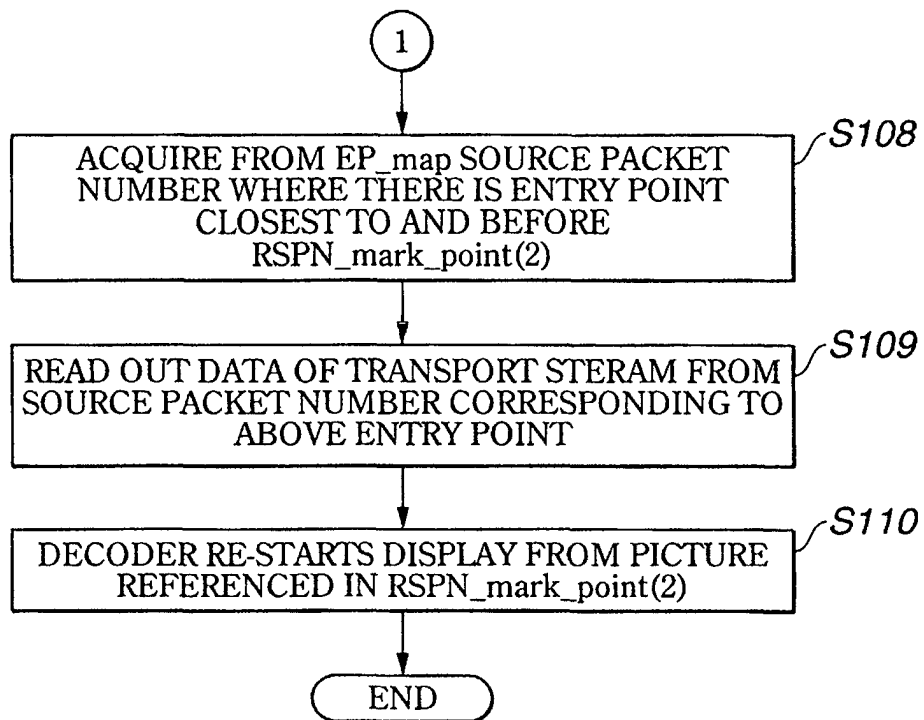 1
S108
ACQUIRE FROM EP_map SOURCE PACKET
NUMBER WHERE THERE IS ENTRY POINT
CLOSEST TO AND BEFORE
RSPN_mark_point(2)
S109
READ OUT DATA OF TRANSPORT STERAM FROM
SOURCE PACKET NUMBER CORRESPONDING TO
ABOVE ENTRY POINT
S110
DECODER RE-STARTS DISPLAY FROM PICTURE
REFERENCED IN RSPN_mark_point(2)
END